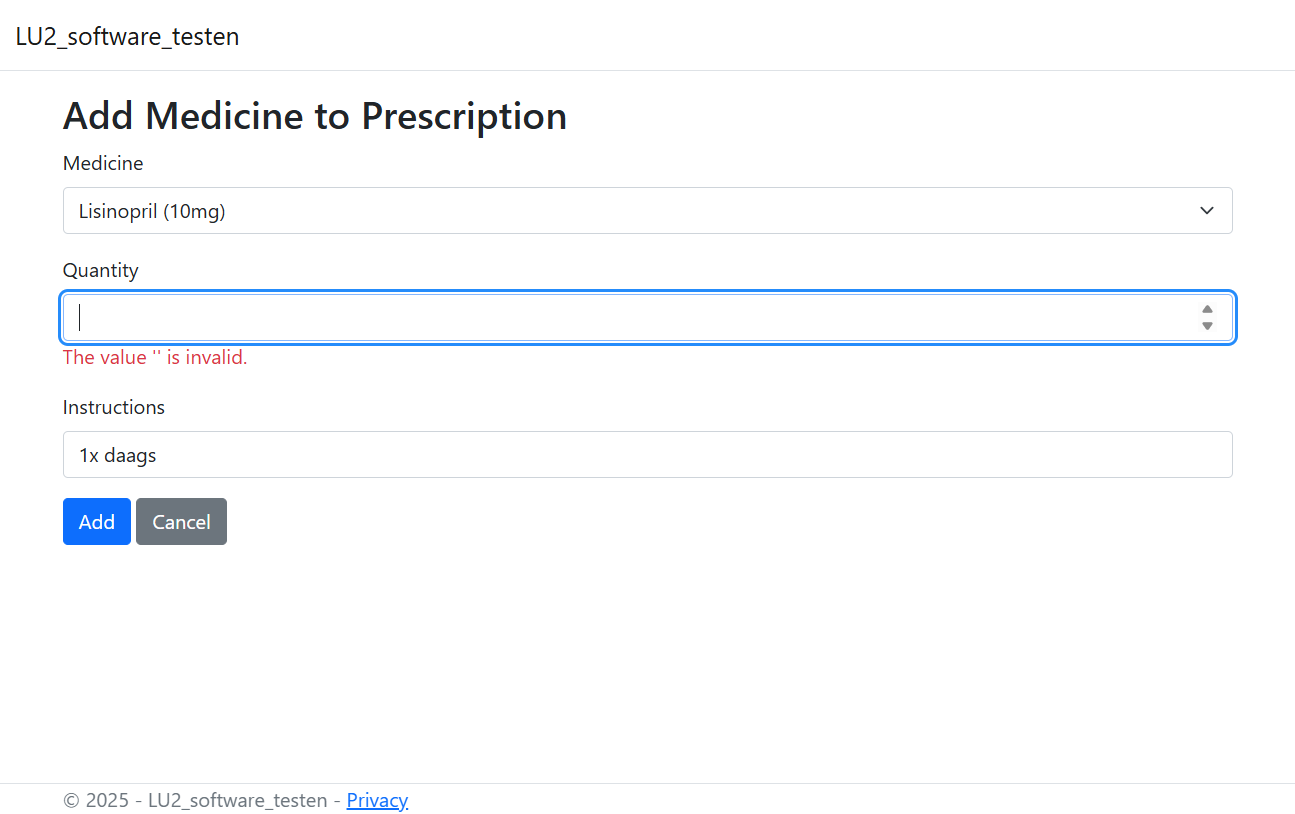 LU2_software_testen
Add Medicine to Prescription
Medicine
Lisinopril (10mg)
Quantity
The value '' is invalid.
Instructions
1x daags
Add Cancel
© 2025 - LU2_software_testen - Privacy